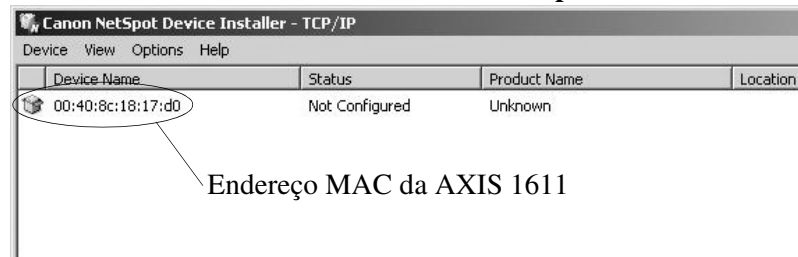 Canon NetSpot Device Installer - TCP/IP
Device View Options Help
Device Name Status Product Name Location
00:40:8c:18:17:d0 Not Configured Unknown
Endereço MAC da AXIS 1611